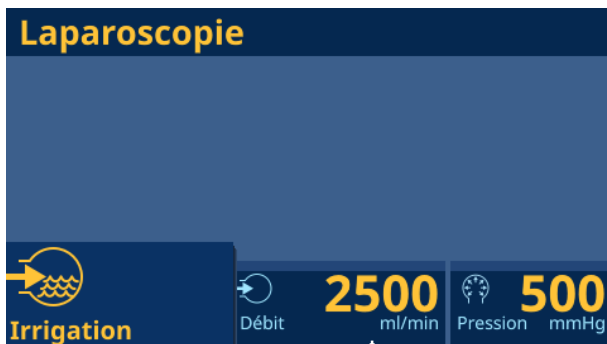 Laparoscopie
2500
500
Débit
ml/min
Pression
mmHg
Irrigation